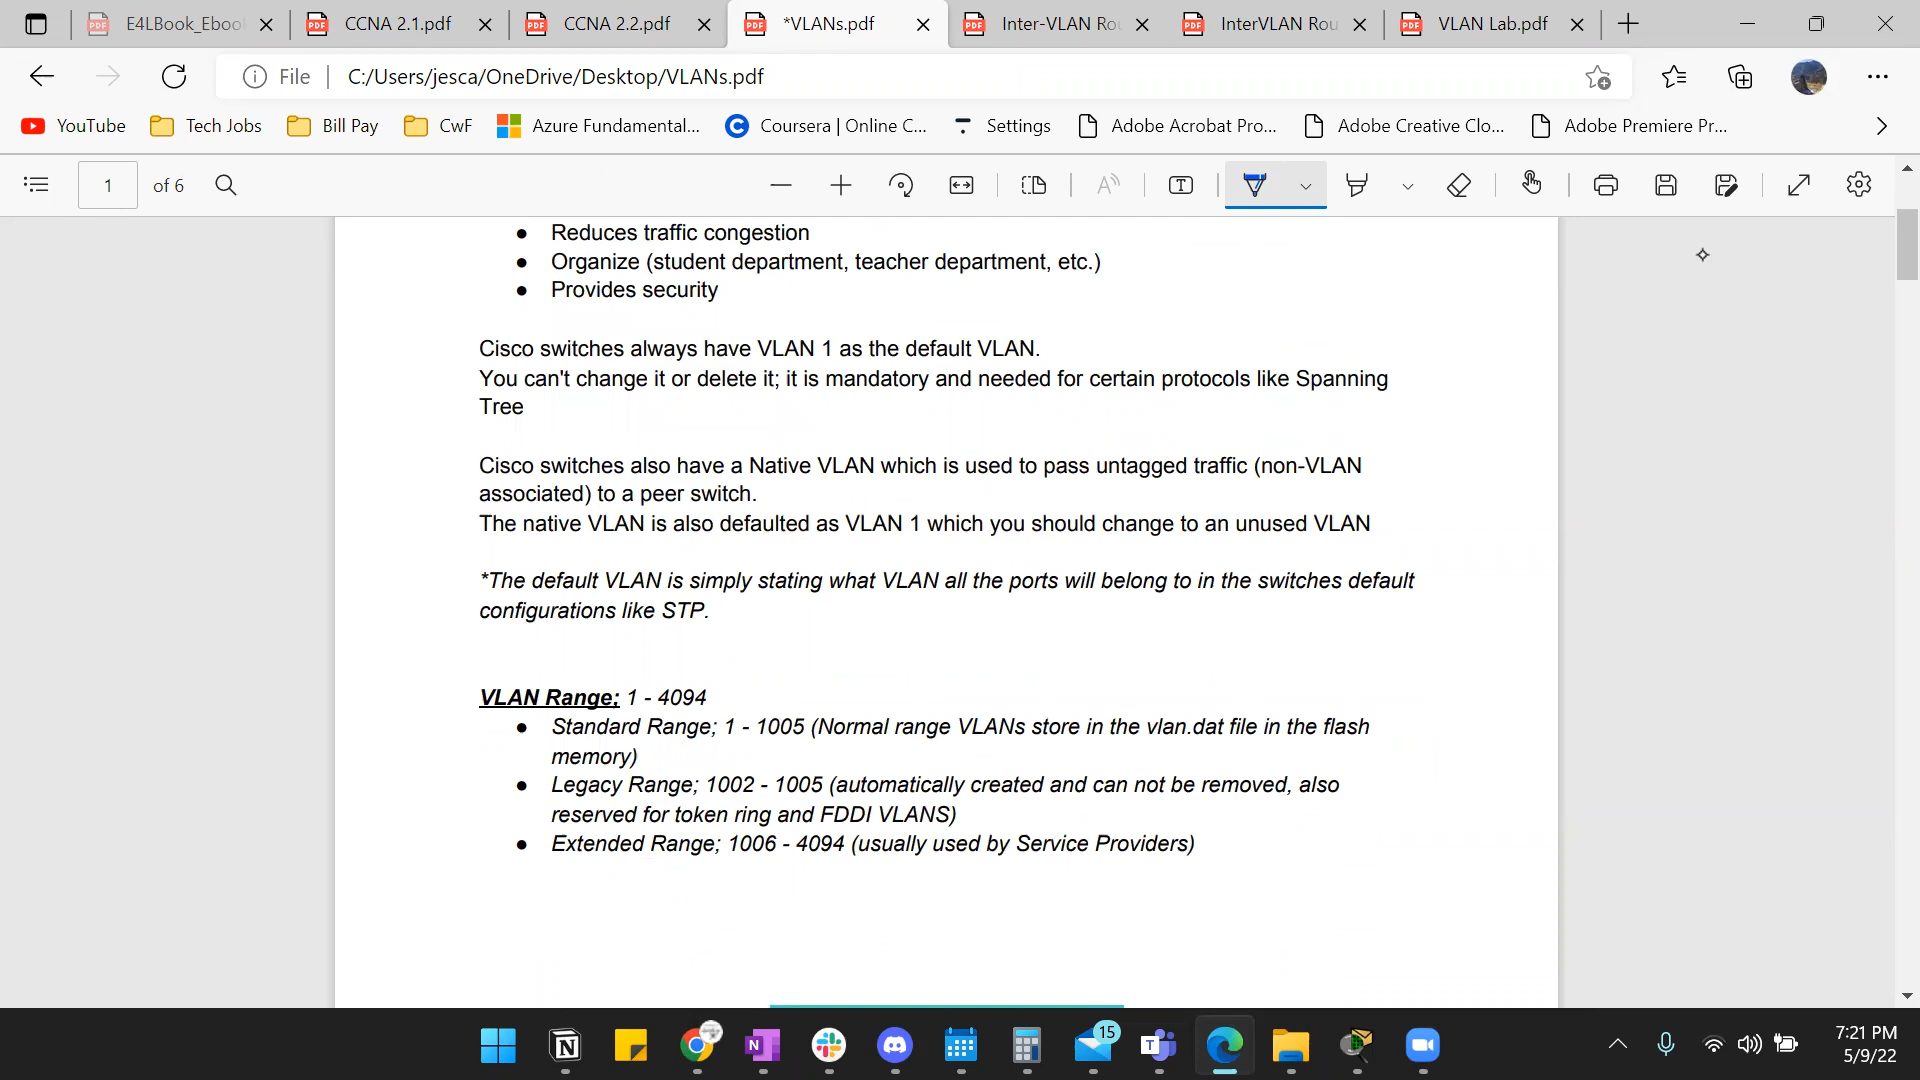 E4LBook_Eboo
CCNA 2.1.pdf
CCNA 2.2.pdf
*VLANs.pdf
Inter-VLAN Rou
InterVLAN Rou
VLAN Lab.pdf
File
C:/Users/jesca/OneDrive/Desktop/VLANs.pdf
YouTube
Tech Jobs
Bill Pay
CwF
Azure Fundamental...
Coursera | Online C...
Settings
Adobe Acrobat Pro...
Adobe Creative Clo...
Adobe Premiere Pr...
1 of 6
● Reduces traffic congestion
● Organize (student department, teacher department, etc.)
● Provides security
Cisco switches always have VLAN 1 as the default VLAN.
You can't change it or delete it; it is mandatory and needed for certain protocols like Spanning
Tree
Cisco switches also have a Native VLAN which is used to pass untagged traffic (non-VLAN
associated) to a peer switch.
The native VLAN is also defaulted as VLAN 1 which you should change to an unused VLAN
*The default VLAN is simply stating what VLAN all the ports will belong to in the switches default
configurations like STP.
VLAN Range; 1 - 4094
● Standard Range; 1 - 1005 (Normal range VLANs store in the vlan.dat file in the flash
memory)
● Legacy Range; 1002 - 1005 (automatically created and can not be removed, also
reserved for token ring and FDDI VLANS)
● Extended Range; 1006 - 4094 (usually used by Service Providers)
15
7:21 PM
5/9/22